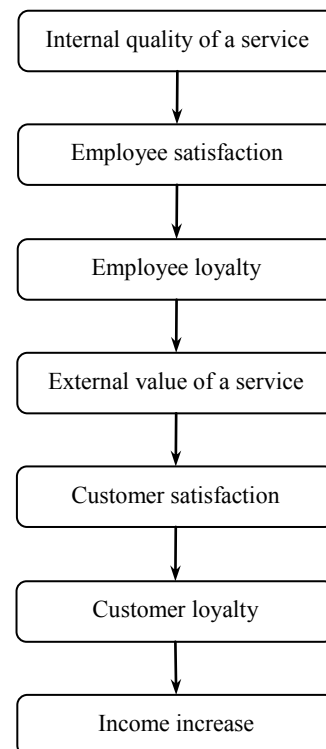 Internal quality of a service
Employee satisfaction
Employee loyalty
External value of a service
Customer satisfaction
Customer loyalty
Income increase